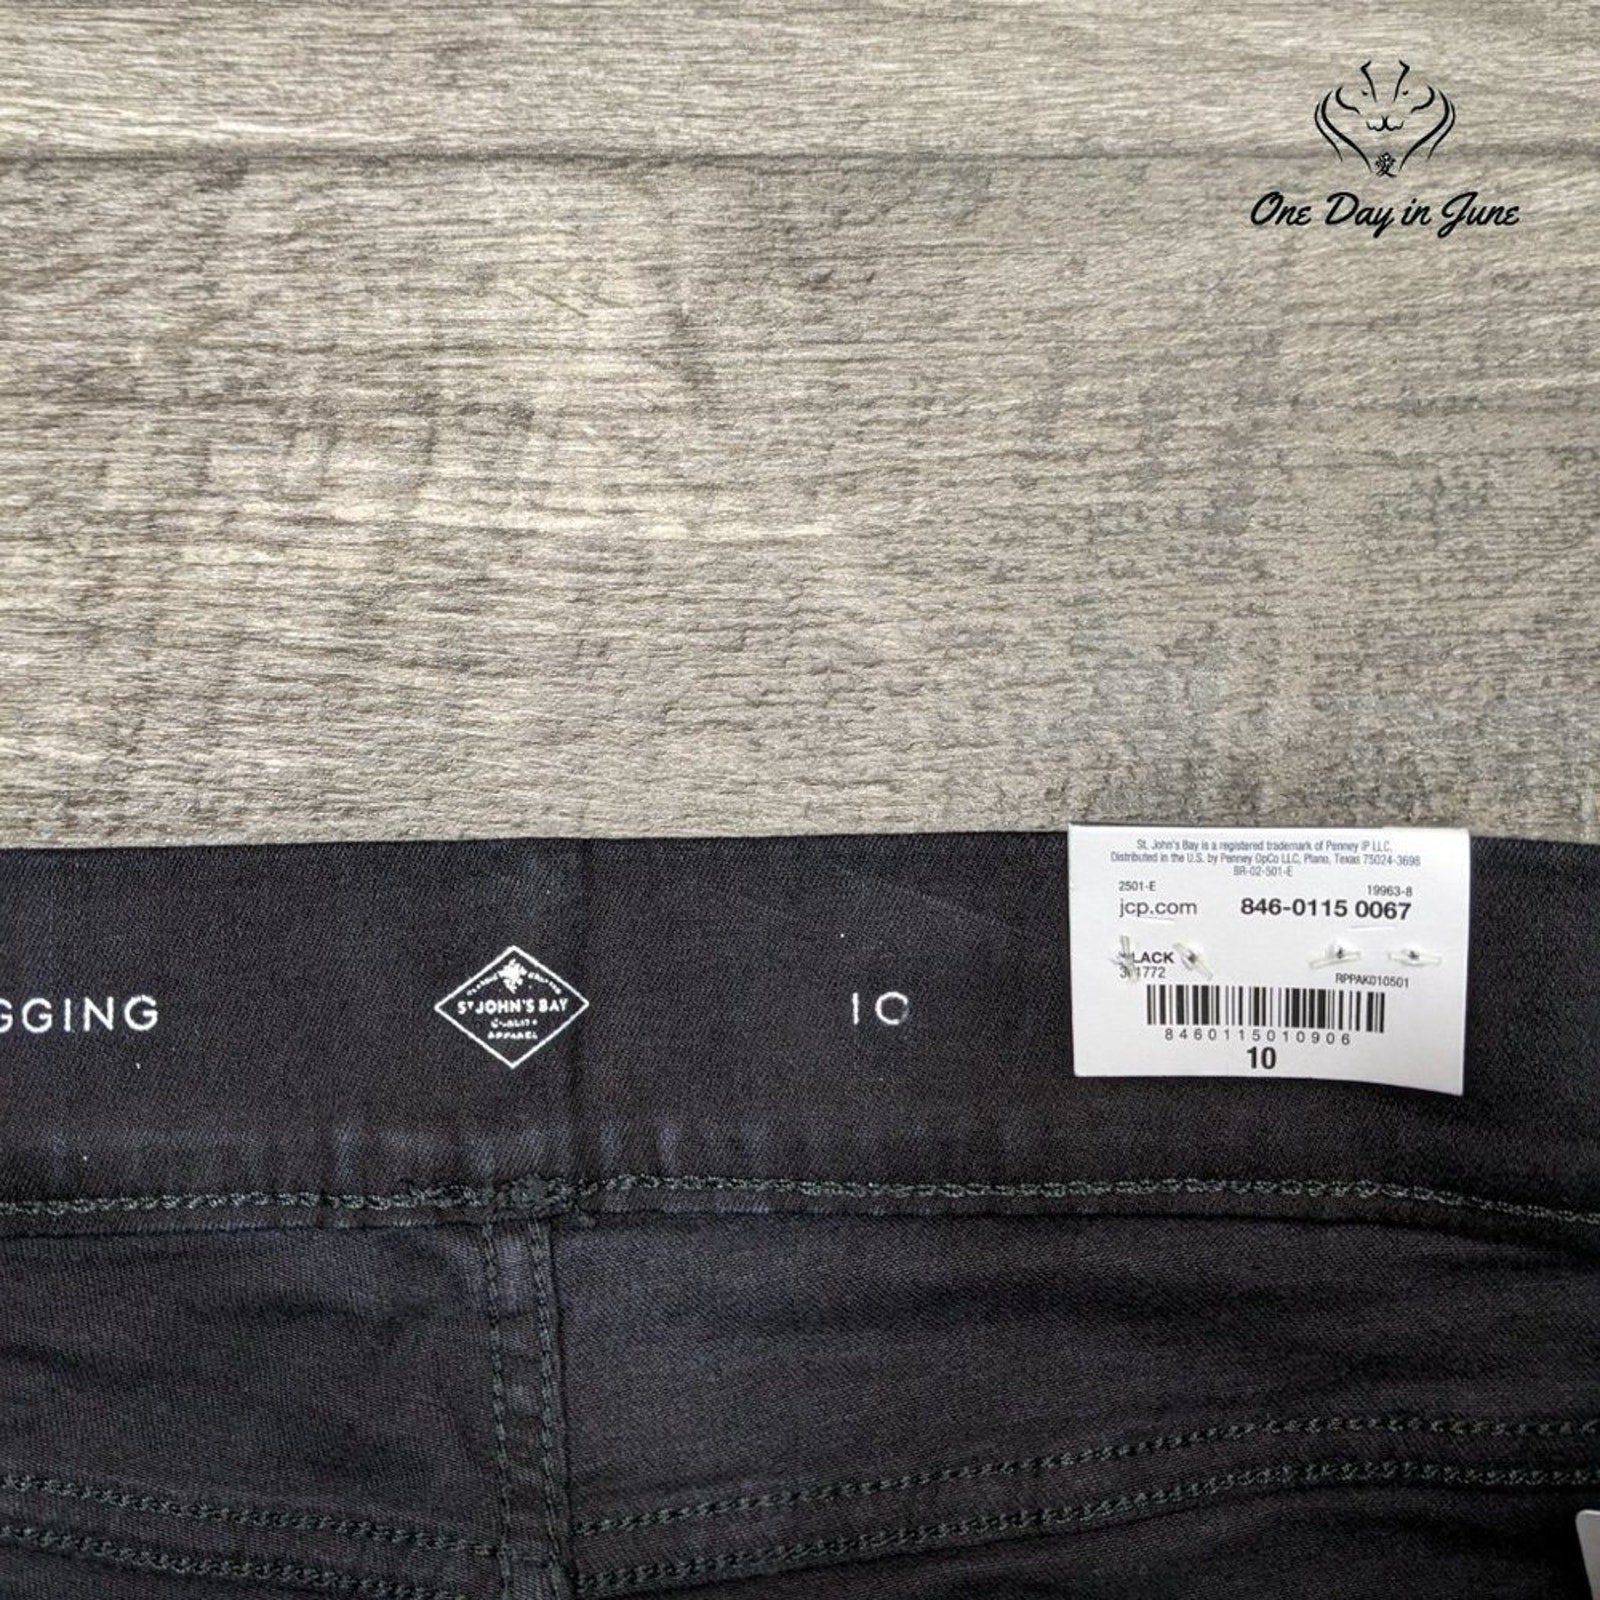 愛
One Day in June
St. John's Bay is a registered trademark of Penney IP LLC.
Distributed in the U.S. by Penney OpCo LLC, Plano, Texas 75024-3698
BR-02-501-E
2501-E 19963-8
jcp.com 846-0115 0067
LACK
1772 RPPAK010501
8460115010906
10
GGING
ST JOHN'S BAY
QUALITY
APPAREL
10